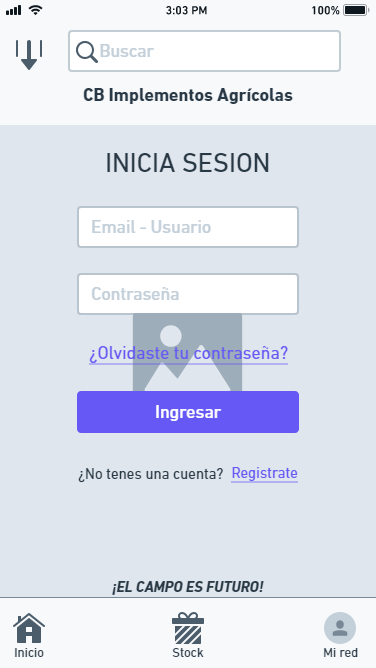 3:03 PM 100%
Buscar
CB Implementos Agrícolas
INICIA SESION
Email - Usuario
Contraseña
¿Olvidaste tu contraseña?
Ingresar
¿No tenes una cuenta? Registrate
¡EL CAMPO ES FUTURO!
Inicio Stock Mi red